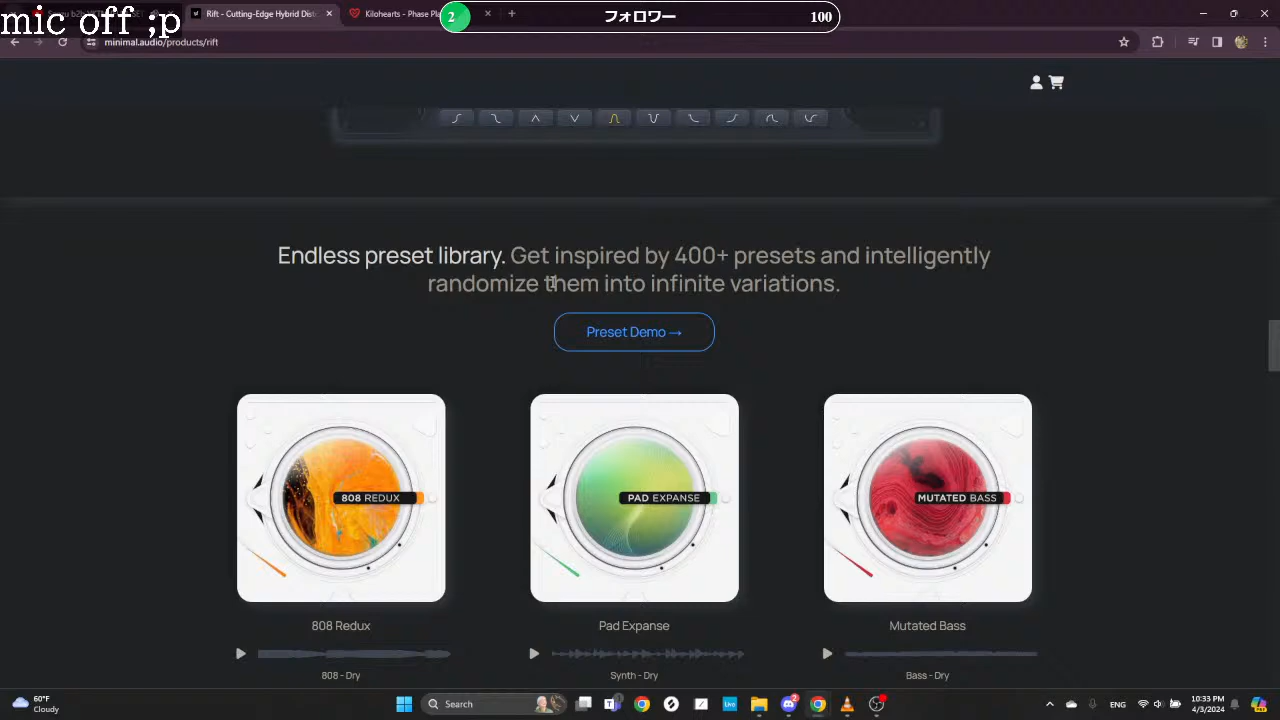 mic off ;p
Rift - Cutting-Edge Hybrid Dist
Kilohearts - Phase Pla
2
フォロワー
100
minimal.audio/products/rift
Endless preset library. Get inspired by 400+ presets and intelligently
randomize them into infinite variations.
Preset Demo →
808 REDUX
PAD EXPANSE
MUTATED BASS
808 Redux
Pad Expanse
Mutated Bass
808 - Dry
Synth - Dry
Bass - Dry
60°F
Cloudy
Search
Live
2
ENG
10:33 PM
4/3/2024